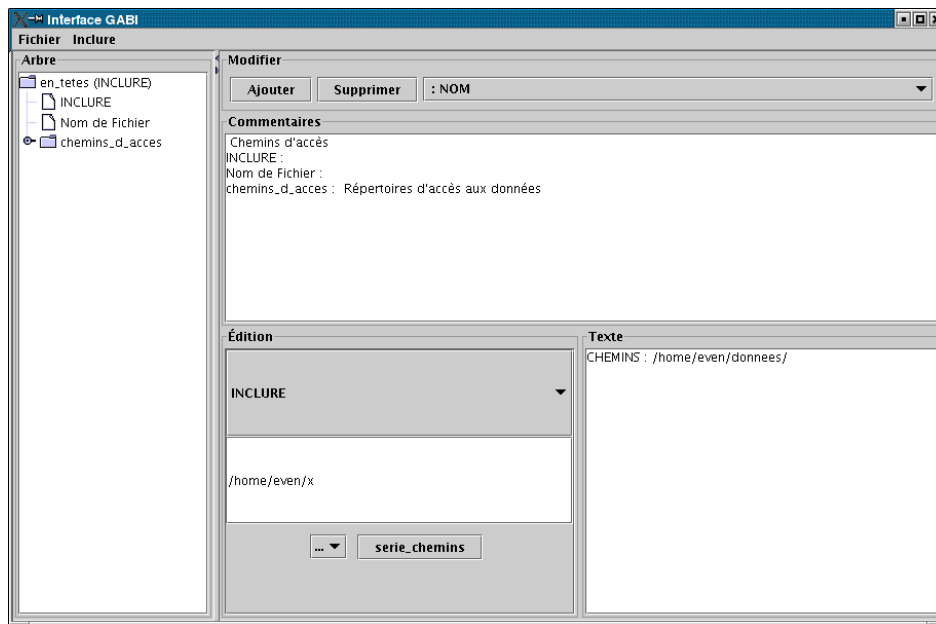 Interface GABI
Fichier Inclure
Arbre
en_tetes (INCLURE)
INCLURE
Nom de Fichier
chemins_d_acces
Modifier
Ajouter Supprimer : NOM
Commentaires
Chemins d'accès
INCLURE :
Nom de Fichier :
chemins_d_acces : Répertoires d'accès aux données
Édition
INCLURE
/home/even/x
... serie_chemins
Texte
CHEMINS : /home/even/donnees/